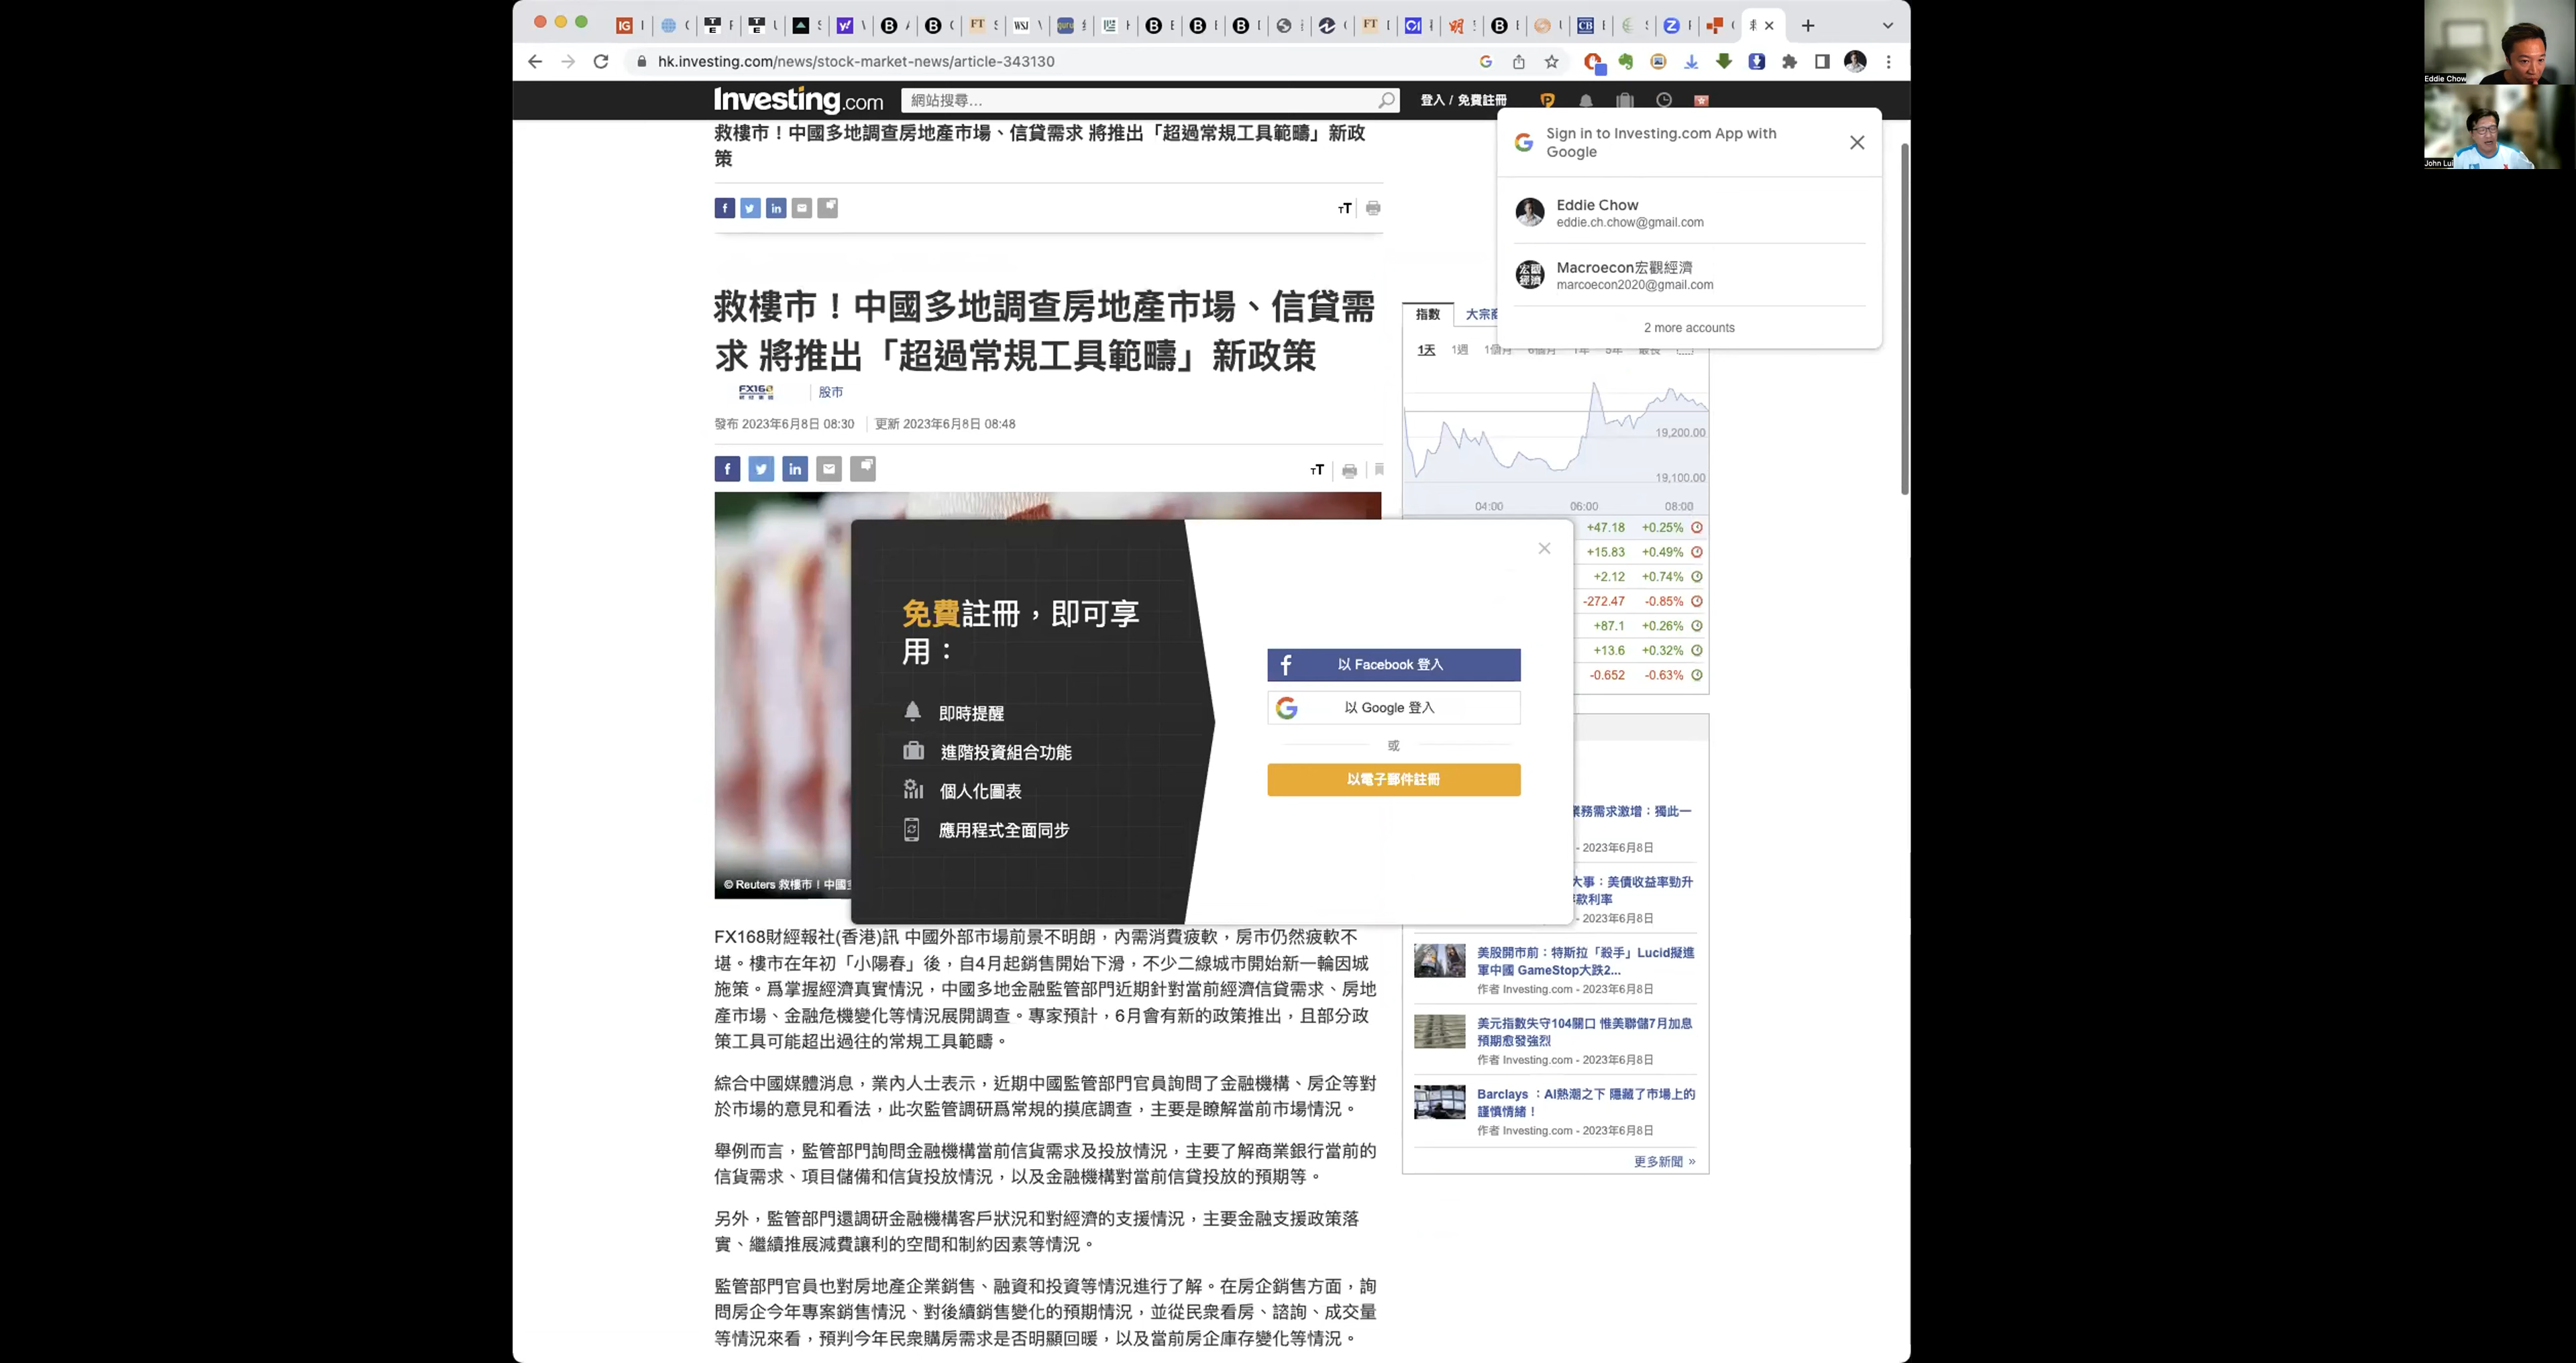 hk.investing.com/news/stock-market-news/article-343130
Investing.com
網站搜尋...
登入 / 免費註冊
救樓市！中國多地調查房地產市場、信貸需求 將推出「超過常規工具範疇」新政
策
Sign in to Investing.com App with
Google
Eddie Chow
eddie.ch.chow@gmail.com
Macroecon宏觀經濟
marcoecon2020@gmail.com
2 more accounts
救樓市！中國多地調查房地產市場、信貸需
求 將推出「超過常規工具範疇」新政策
FX168
股市
發布 2023年6月8日 08:30
更新 2023年6月8日 08:48
指數
1天
1週
19,200.00
19,100.00
04:00
06:00
08:00
+47.18 +0.25%
+15.83 +0.49%
+2.12 +0.74%
-272.47 -0.85%
+87.1 +0.26%
+13.6 +0.32%
-0.652 -0.63%
免費註冊，即可享
用：
即時提醒
進階投資組合功能
個人化圖表
應用程式全面同步
以 Facebook 登入
以 Google 登入
或
以電子郵件註冊
© Reuters 救樓市！中國
FX168財經報社(香港)訊 中國外部市場前景不明朗，內需消費疲軟，房市仍然疲軟不
堪。樓市在年初「小陽春」後，自4月起銷售開始下滑，不少二線城市開始新一輪因城
施策。爲掌握經濟真實情況，中國多地金融監管部門近期針對當前經濟信貸需求、房地
產市場、金融危機變化等情況展開調查。專家預計，6月會有新的政策推出，且部分政
策工具可能超出過往的常規工具範疇。
綜合中國媒體消息，業內人士表示，近期中國監管部門官員詢問了金融機構、房企等對
於市場的意見和看法，此次監管調研爲常規的摸底調查，主要是瞭解當前市場情況。
舉例而言，監管部門詢問金融機構當前信貸需求及投放情況，主要了解商業銀行當前的
信貸需求、項目儲備和信貸投放情況，以及金融機構對當前信貸投放的預期等。
另外，監管部門還調研金融機構客戶狀況和對經濟的支援情況，主要金融支援政策落
實、繼續推展減費讓利的空間和制約因素等情況。
監管部門官員也對房地產企業銷售、融資和投資等情況進行了解。在房企銷售方面，詢
問房企今年專案銷售情況、對後續銷售變化的預期情況，並從民衆看房、諮詢、成交量
等情況來看，預判今年民衆購房需求是否明顯回暖，以及當前房企庫存變化等情況。
業務需求激增：獨此一
- 2023年6月8日
大事：美債收益率勁升
款利率
- 2023年6月8日
美股開市前：特斯拉「殺手」Lucid擬進
軍中國 GameStop大跌2...
作者 Investing.com - 2023年6月8日
美元指數失守104關口 惟美聯儲7月加息
預期愈發強烈
作者 Investing.com - 2023年6月8日
Barclays ：AI熱潮之下 隱藏了市場上的
謹慎情緒！
作者 Investing.com - 2023年6月8日
更多新聞 »
Eddie Chow
John Lui